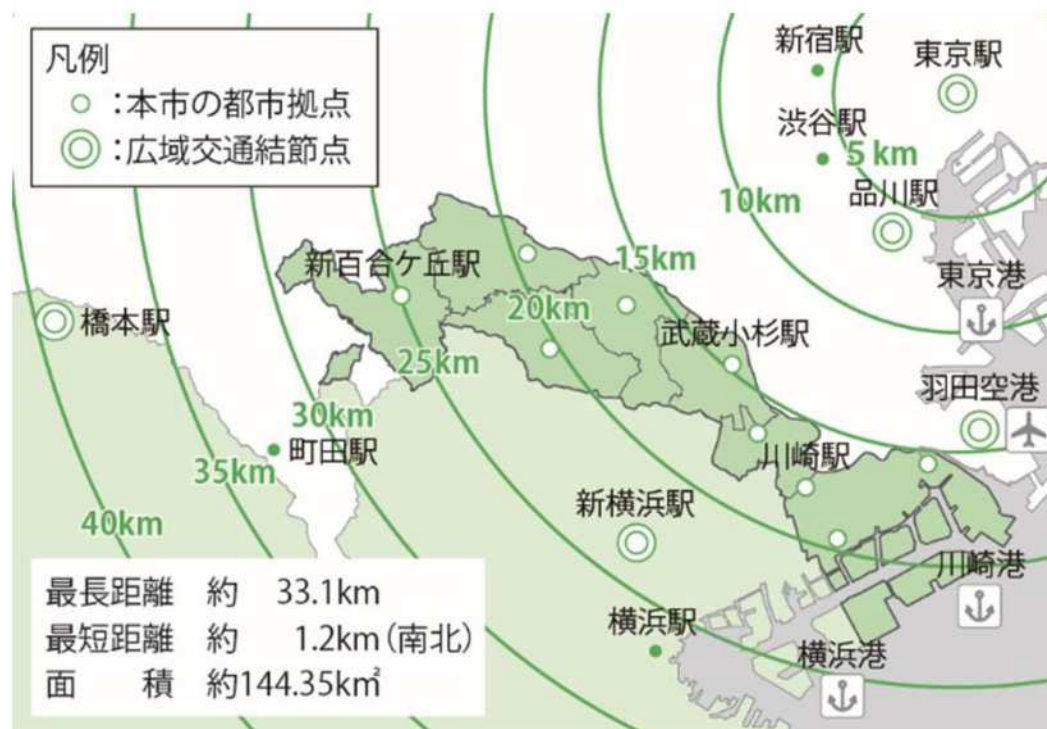 凡例
：本市の都市拠点
：広域交通結節点
新宿駅
東京駅
渋谷駅
5km
10km
品川駅
新百合ケ丘駅
15km
東京港
橋本駅
20km
武蔵小杉駅
25km
羽田空港
30km
町田駅
川崎駅
35km
新横浜駅
40km
川崎港
最長距離 約 33.1km
最短距離 約 1.2km(南北)
面 積 約144.35km²
横浜駅
横浜港